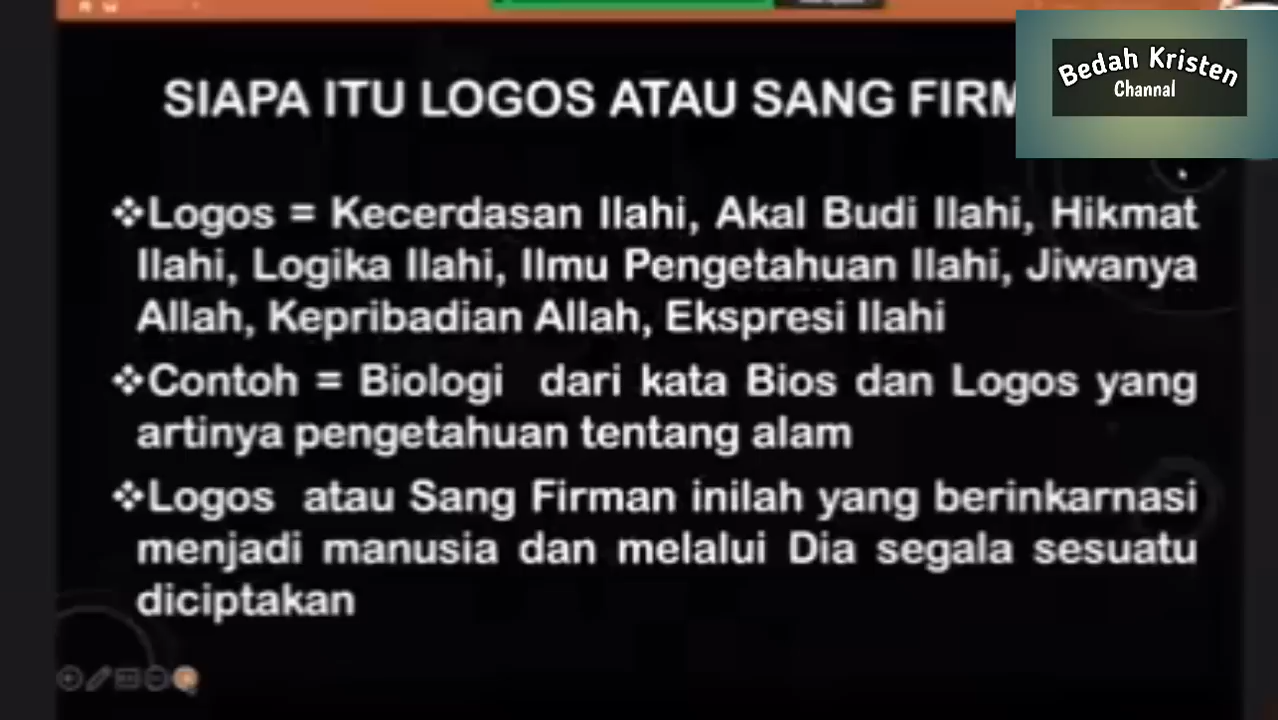 SIAPA ITU LOGOS ATAU SANG
Bedah Kristen
Channal
❖Logos = Kecerdasan Ilahi, Akal Budi Ilahi, Hikmat
Ilahi, Logika Ilahi, Ilmu Pengetahuan Ilahi, Jiwanya
Allah, Kepribadian Allah, Ekspresi Ilahi
❖Contoh = Biologi dari kata Bios dan Logos yang
artinya pengetahuan tentang alam
❖Logos atau Sang Firman inilah yang berinkarnasi
menjadi manusia dan melalui Dia segala sesuatu
diciptakan